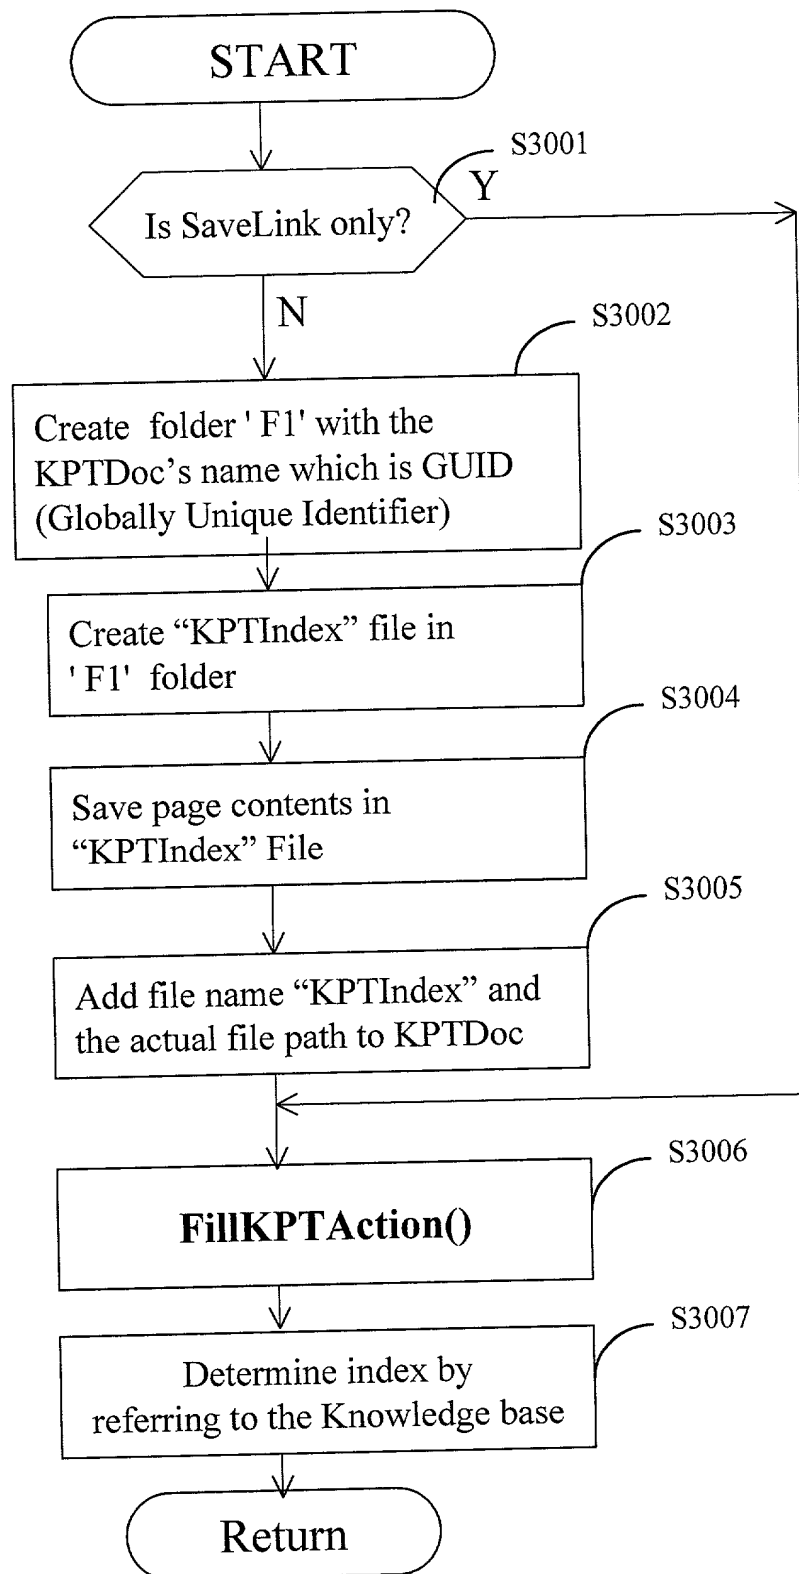 START
S3001
Y
Is SaveLink only?
N
S3002
Create folder ' F1' with the
KPTDoc’s name which is GUID
(Globally Unique Identifier)
S3003
Create “KPTIndex” file in
' F1' folder
S3004
Save page contents in
“KPTIndex” File
S3005
Add file name “KPTIndex” and
the actual file path to KPTDoc
S3006
FillKPTAction()
S3007
Determine index by
referring to the Knowledge base
Return